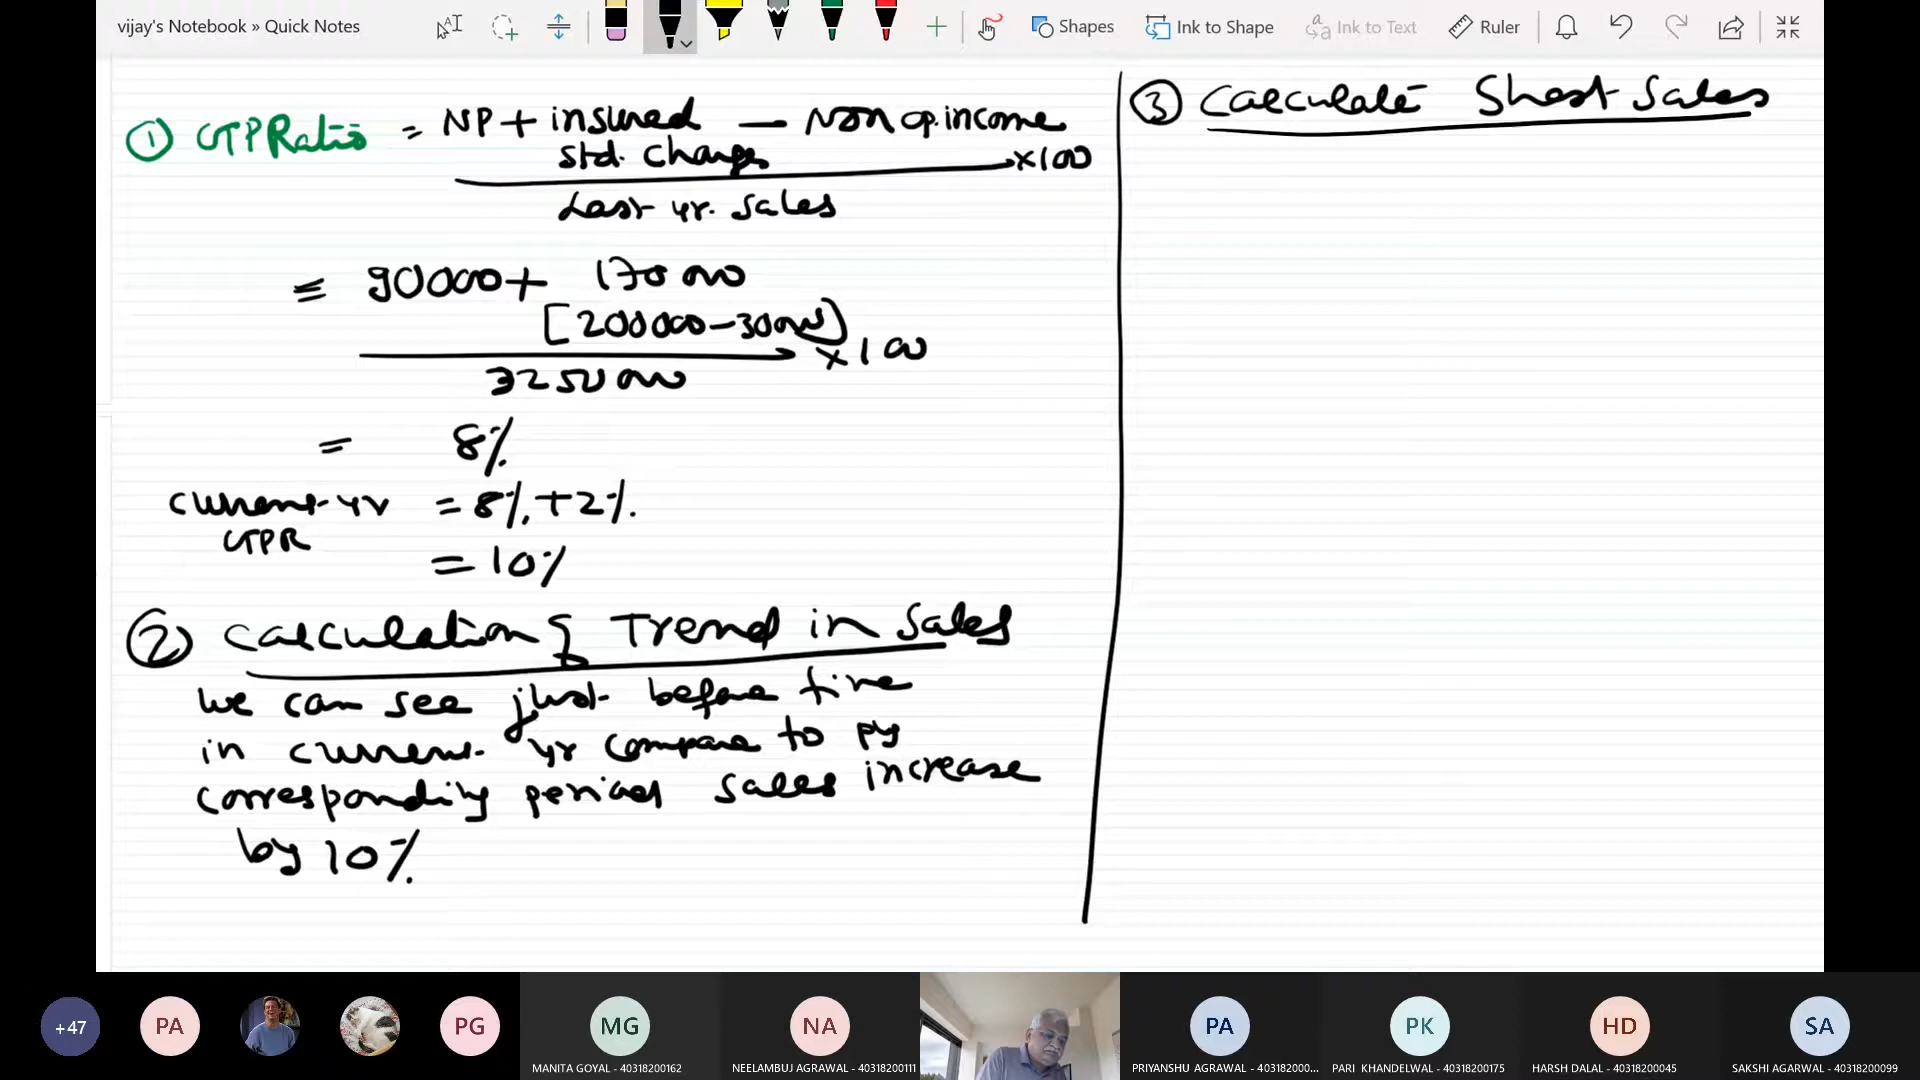 vijay's Notebook » Quick Notes
Shapes
Ink to Shape
Ink to Text
Ruler
① GPRatio = NP + insured - Non op. income
std. Charges × 100
Last yr. Sales
= 90000 + 170000
[200000 - 30000) × 100
3250000
= 8%
Current yr = 8% + 2%.
GPR
= 10%
② Calculation of Trend in Sales
we can see just before fire
in current yr compare to py
corresponding period sales increase
by 10%.
③ Calculate Short Sales
+47
PA
PG
MG
MANITA GOYAL - 40318200162
NA
NEELAMBUJ AGRAWAL - 40318200111
PA
PRIYANSHU AGRAWAL - 403182000...
PK
PARI KHANDELWAL - 40318200175
HD
HARSH DALAL - 40318200045
SA
SAKSHI AGARWAL - 40318200099